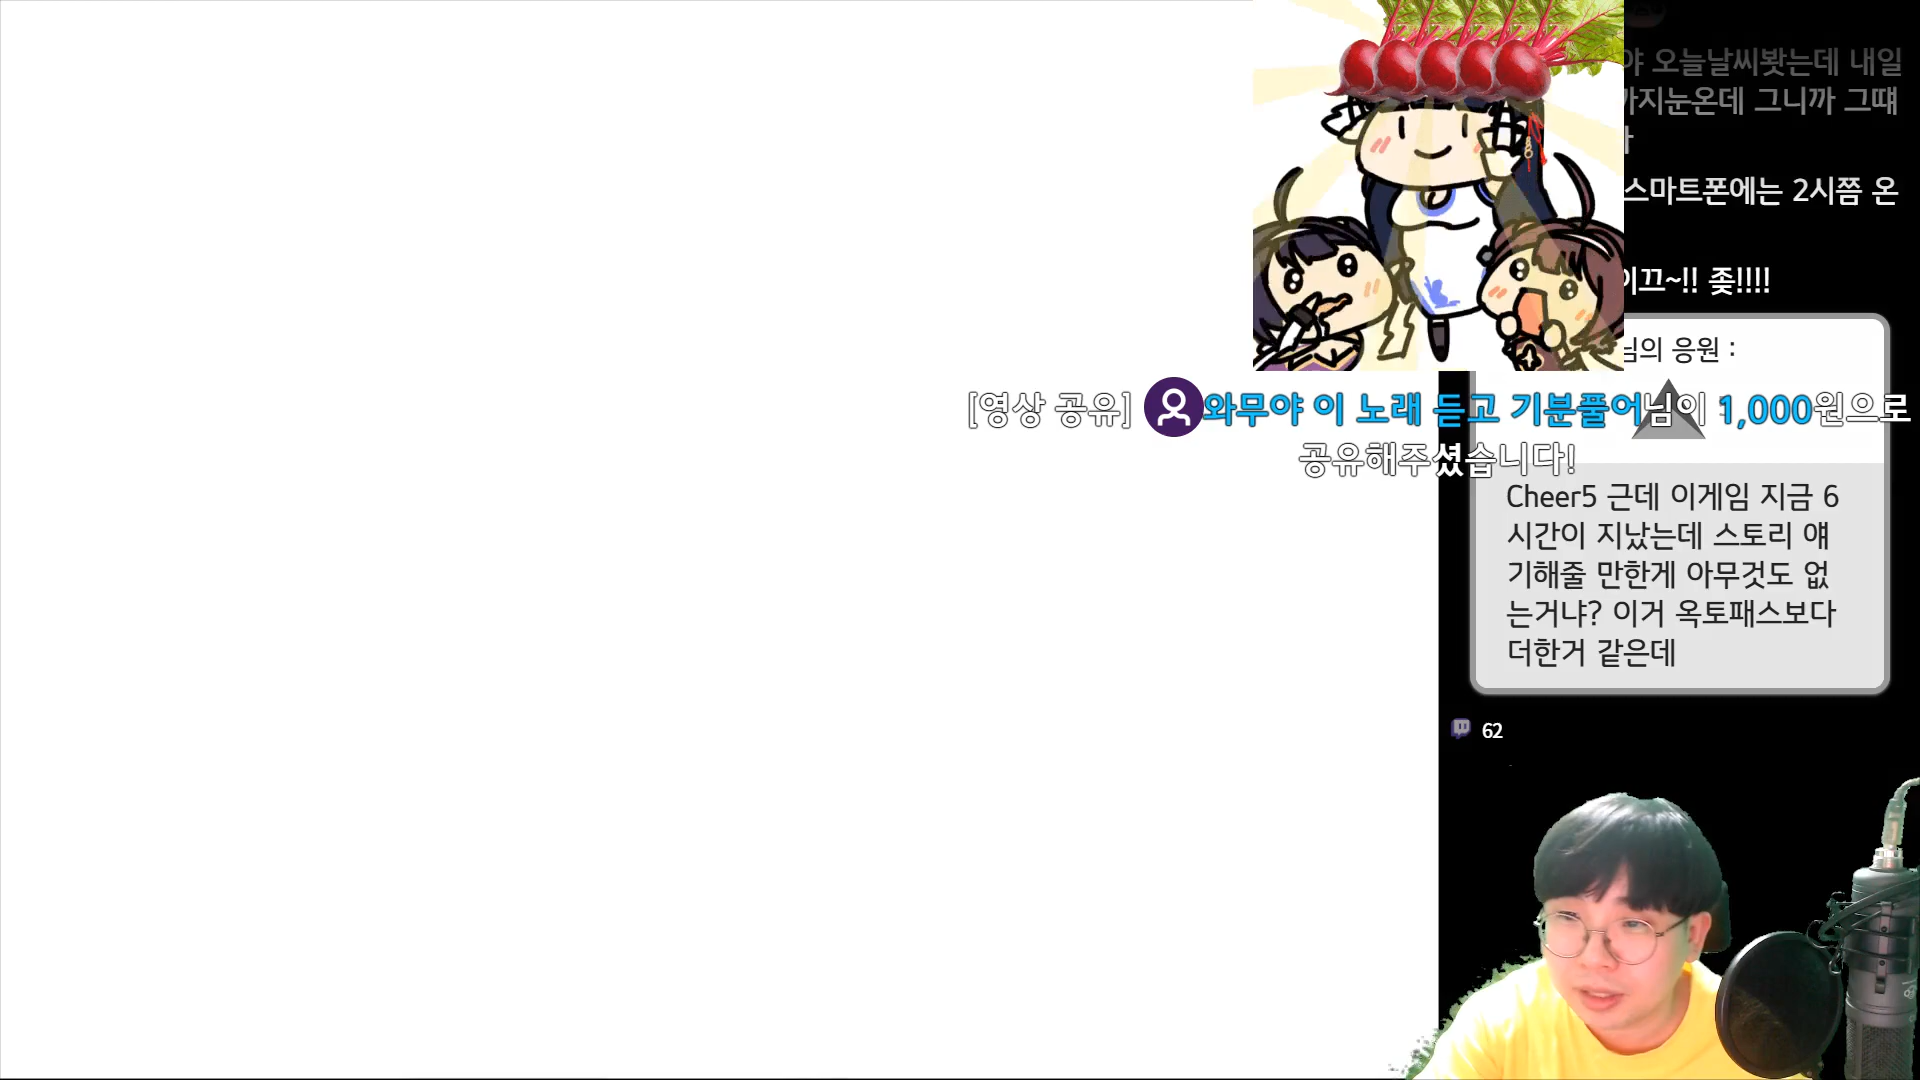 야 오늘날씨봣는데 내일
까지눈온데 그니까 그떄
스마트폰에는 2시쯤 온
이끄~!! 좆!!!!
님의 응원 :
[영상 공유] 와무야 이 노래 듣고 기분풀어님이 1,000원으로
공유해주셨습니다!
Cheer5 근데 이게임 지금 6
시간이 지났는데 스토리 얘
기해줄 만한게 아무것도 없
는거냐? 이거 옥토패스보다
더한거 같은데
62